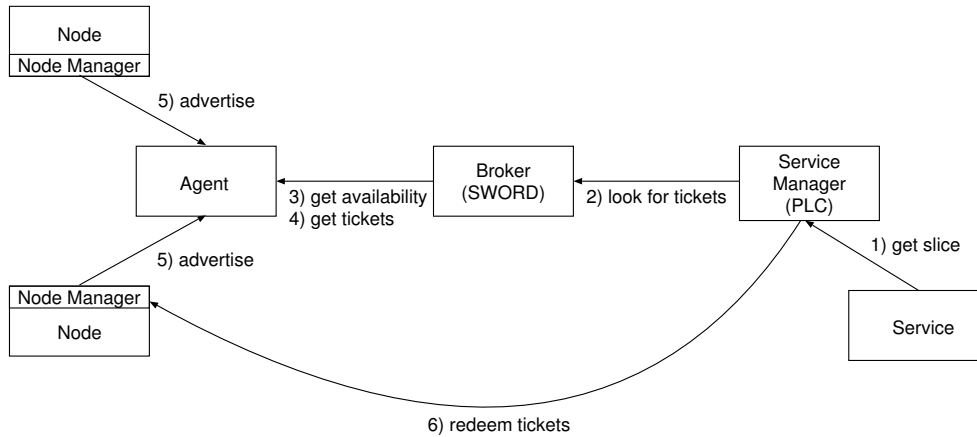 Node
Node Manager
5) advertise
Agent
3) get availability
4) get tickets
Broker
(SWORD)
2) look for tickets
Service
Manager
(PLC)
1) get slice
Service
5) advertise
Node Manager
Node
6) redeem tickets